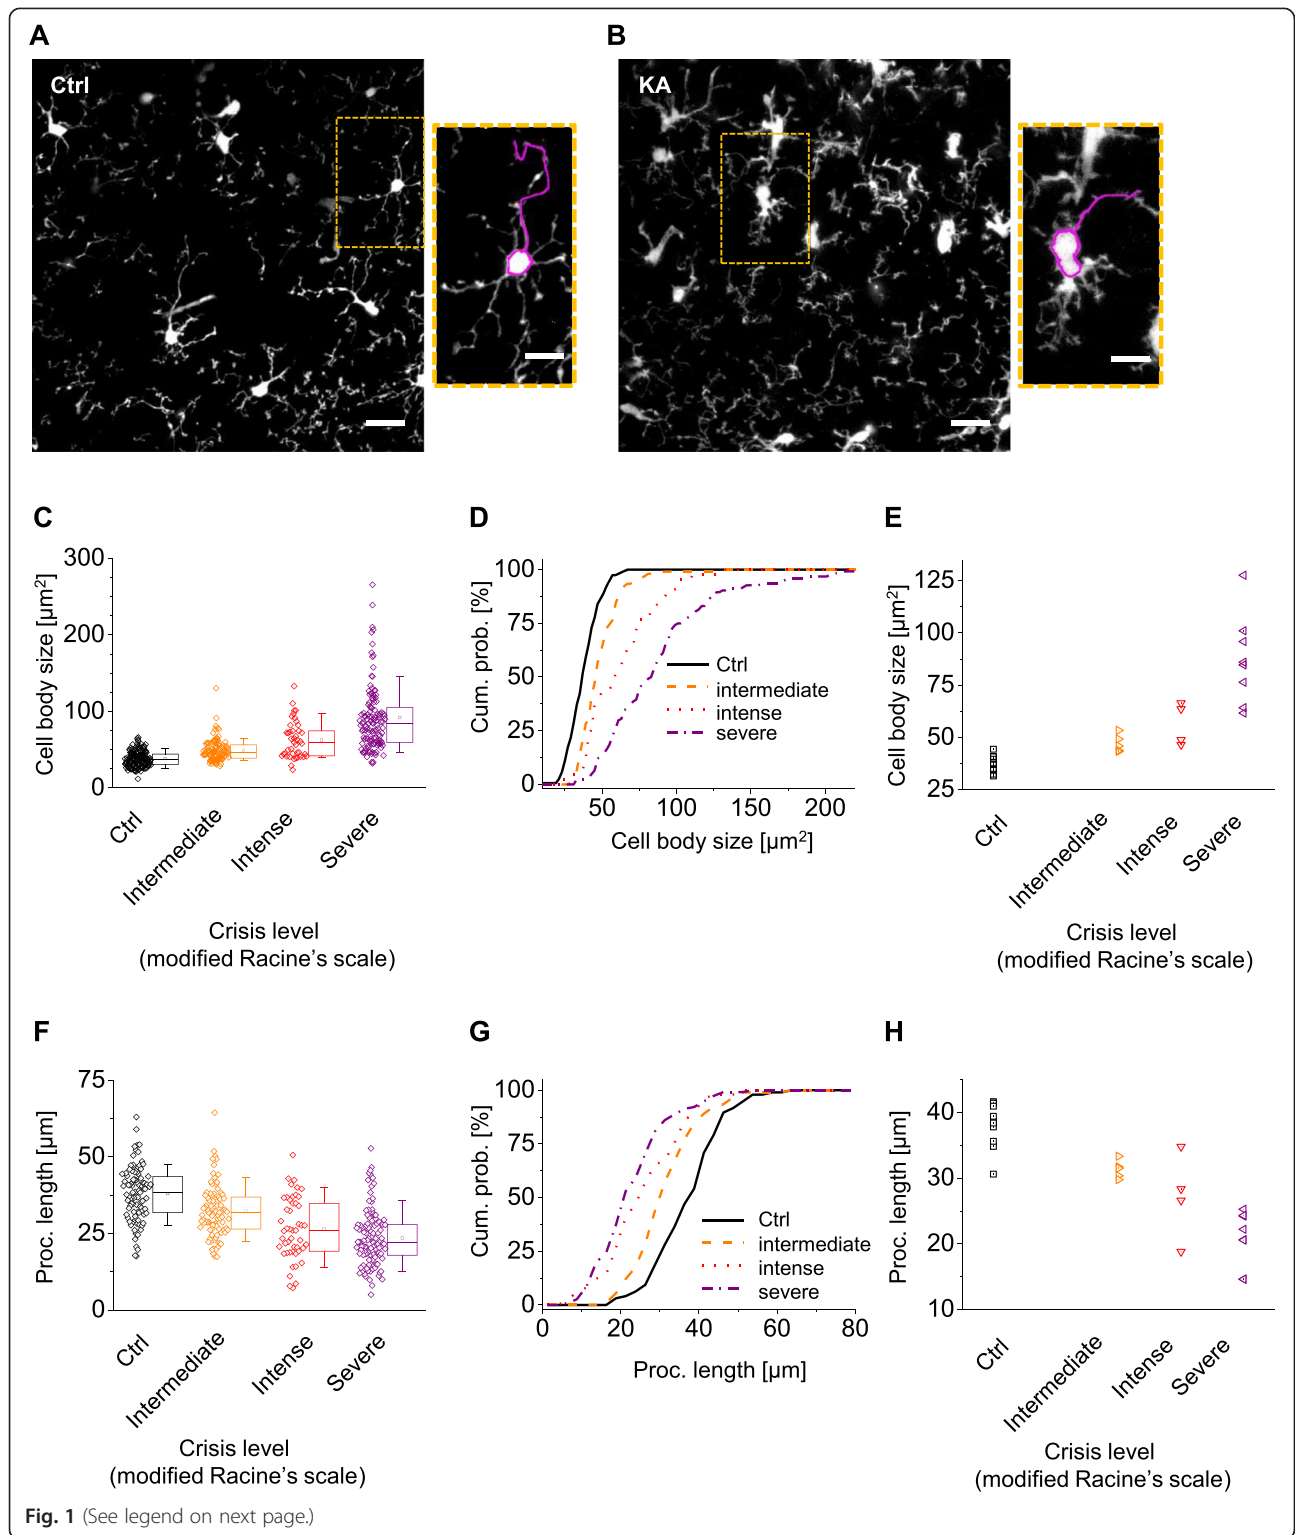 A
B
Ctrl
KA
C
D
E
300
200
100
0
Cell body size [µm²]
Ctrl
Intermediate
Intense
Severe
Crisis level
(modified Racine's scale)
100
75
50
25
0
Cum. prob. [%]
Ctrl
intermediate
intense
severe
50
100
150
200
Cell body size [µm²]
125
100
75
50
25
Cell body size [µm²]
Ctrl
Intermediate
Intense
Severe
Crisis level
(modified Racine's scale)
F
G
H
75
50
25
0
Proc. length [µm]
Ctrl
Intermediate
Intense
Severe
Crisis level
(modified Racine's scale)
100
75
50
25
0
Cum. prob. [%]
Ctrl
intermediate
intense
severe
0
20
40
60
80
Proc. length [µm]
40
30
20
10
Proc. length [µm]
Ctrl
Intermediate
Intense
Severe
Crisis level
(modified Racine's scale)
Fig. 1 (See legend on next page.)